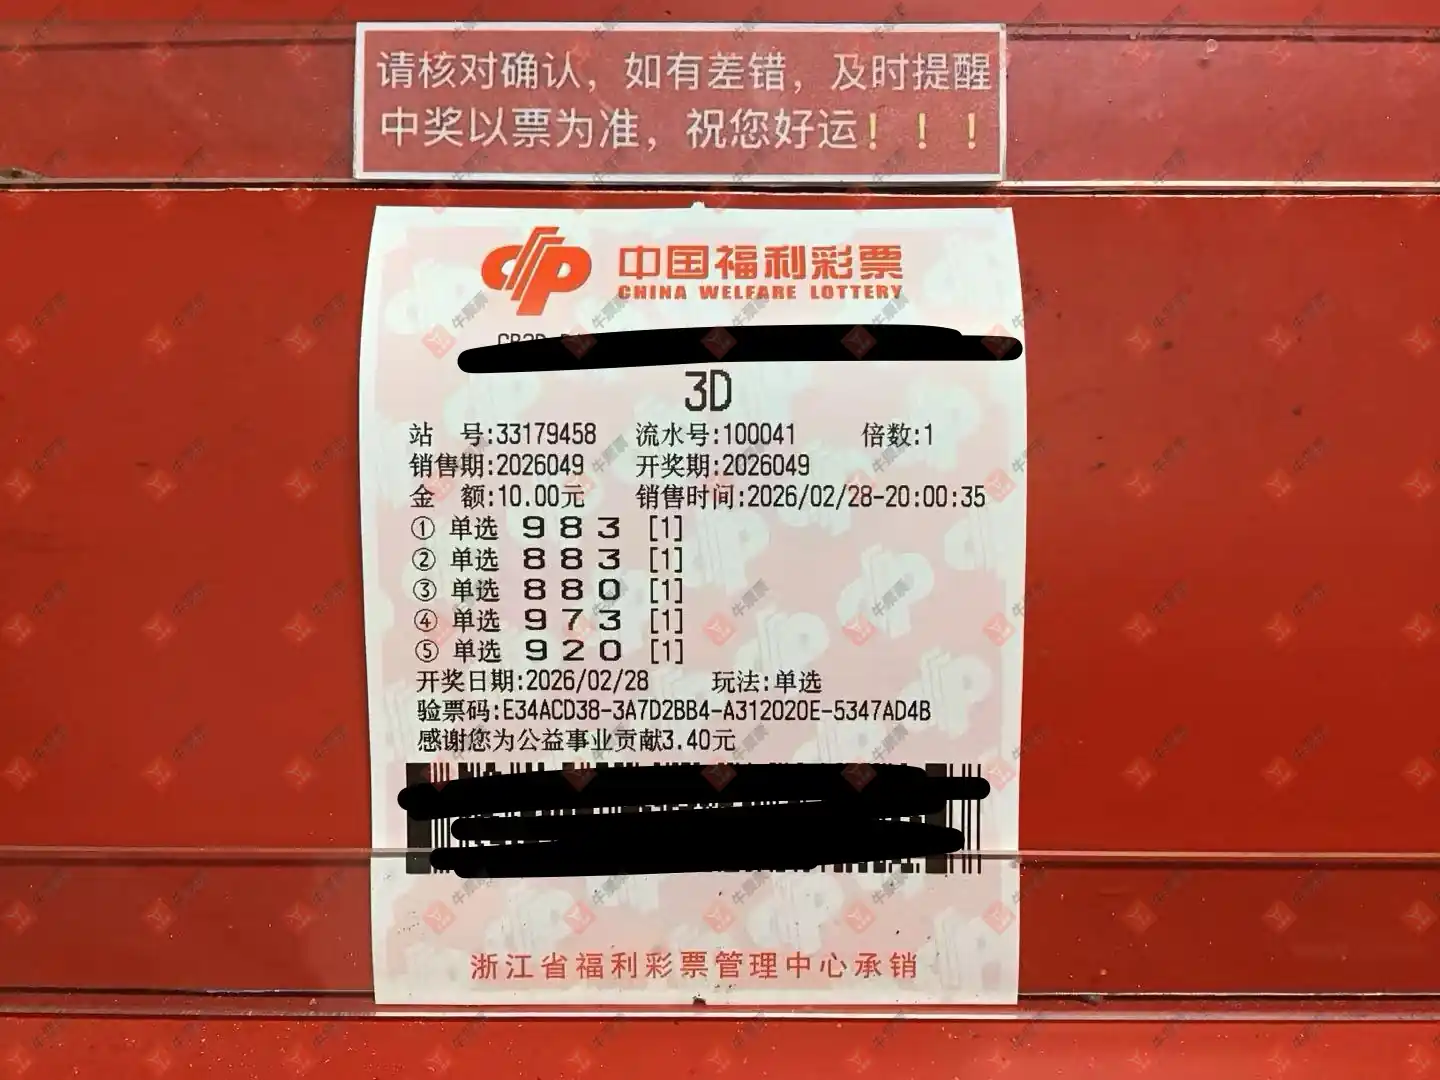 请核对确认，如有差错，及时提醒
中奖以票为准，祝您好运！！！
中国福利彩票
CHINA WELFARE LOTTERY
3D
站 号:33179458 流水号:100041 倍数:1
销售期:2026049 开奖期:2026049
金 额:10.00元 销售时间:2026/02/28-20:00:35
① 单选 9 8 3 [1]
② 单选 8 8 3 [1]
③ 单选 8 8 0 [1]
④ 单选 9 7 3 [1]
⑤ 单选 9 2 0 [1]
开奖日期:2026/02/28 玩法:单选
验票码:E34ACD38-3A7D2BB4-A312020E-5347AD4B
感谢您为公益事业贡献3.40元
浙江省福利彩票管理中心承销